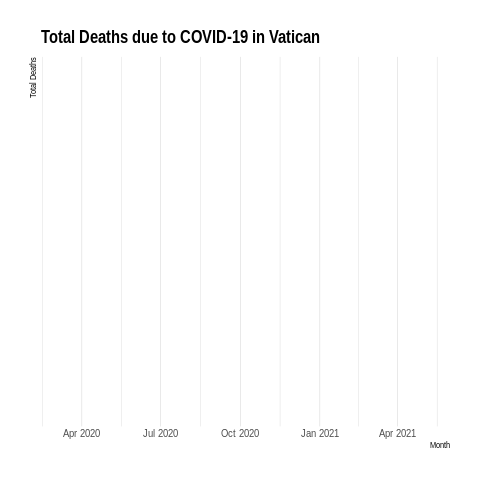 Total Deaths due to COVID-19 in Vatican
Total Deaths
Apr 2020 Jul 2020 Oct 2020 Jan 2021 Apr 2021
Month